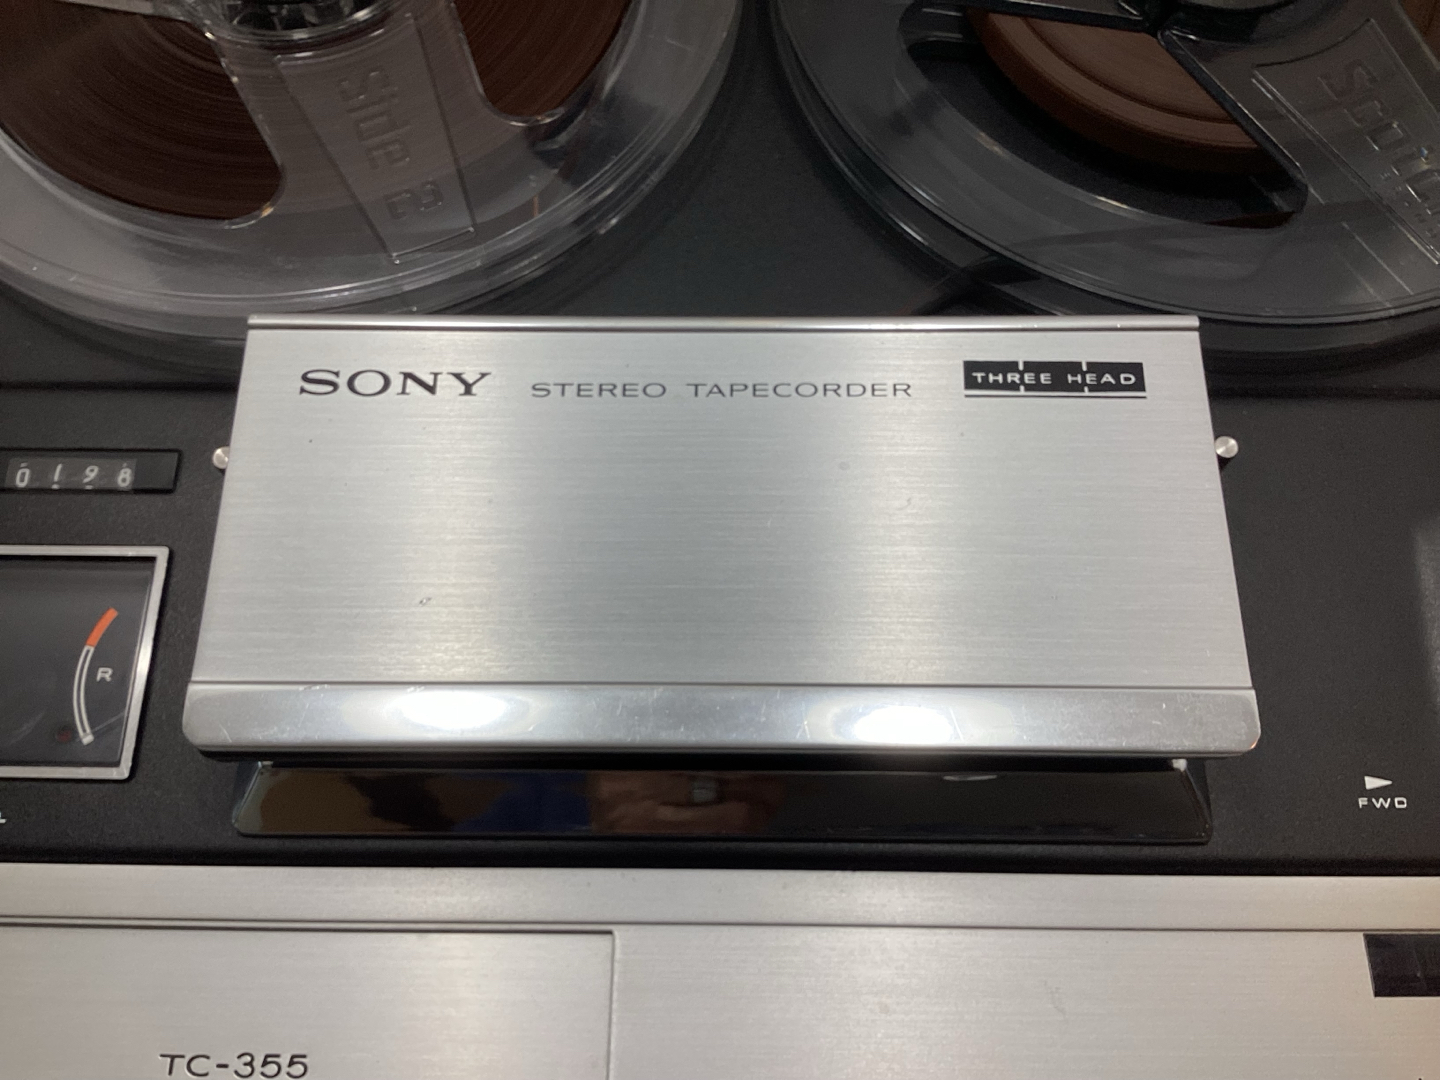 Side 2
SONY STEREO TAPECORDER THREE HEAD
0198
R
FWD
TC-355